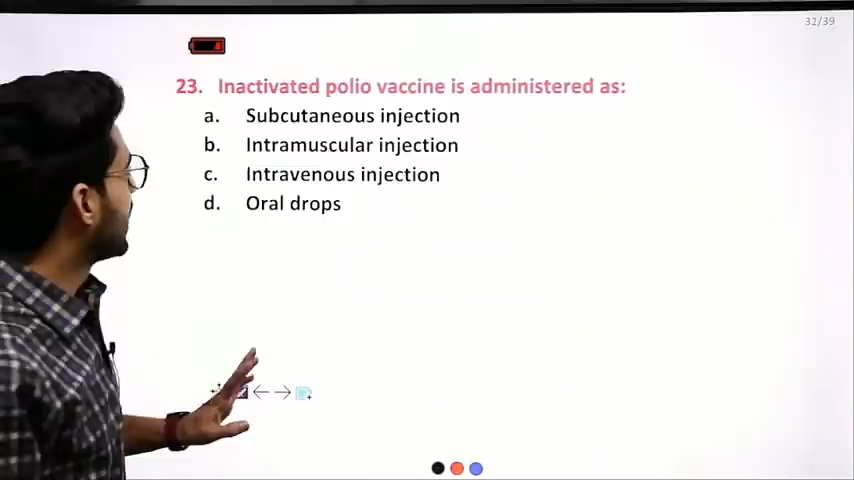 32/39
23. Inactivated polio vaccine is administered as:
a. Subcutaneous injection
b. Intramuscular injection
c. Intravenous injection
d. Oral drops